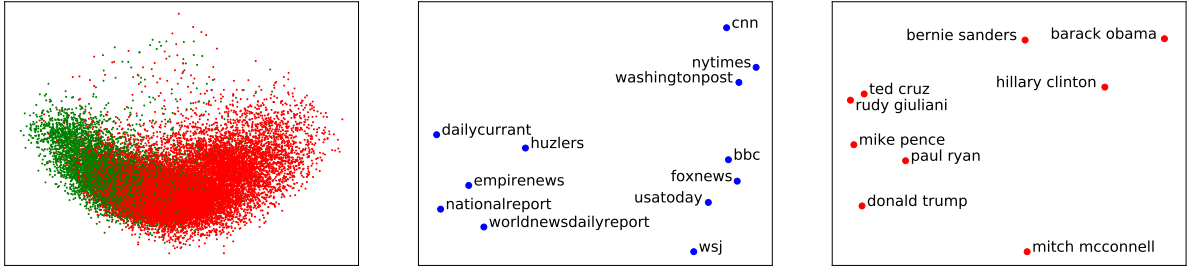 cnn
nytimes
washingtonpost
dailycurrant
huzlers
bbc
foxnews
empirenews
usatoday
nationalreport
worldnewsdailyreport
wsj
bernie sanders
barack obama
hillary clinton
ted cruz
rudy giuliani
mike pence
paul ryan
donald trump
mitch mcconnell